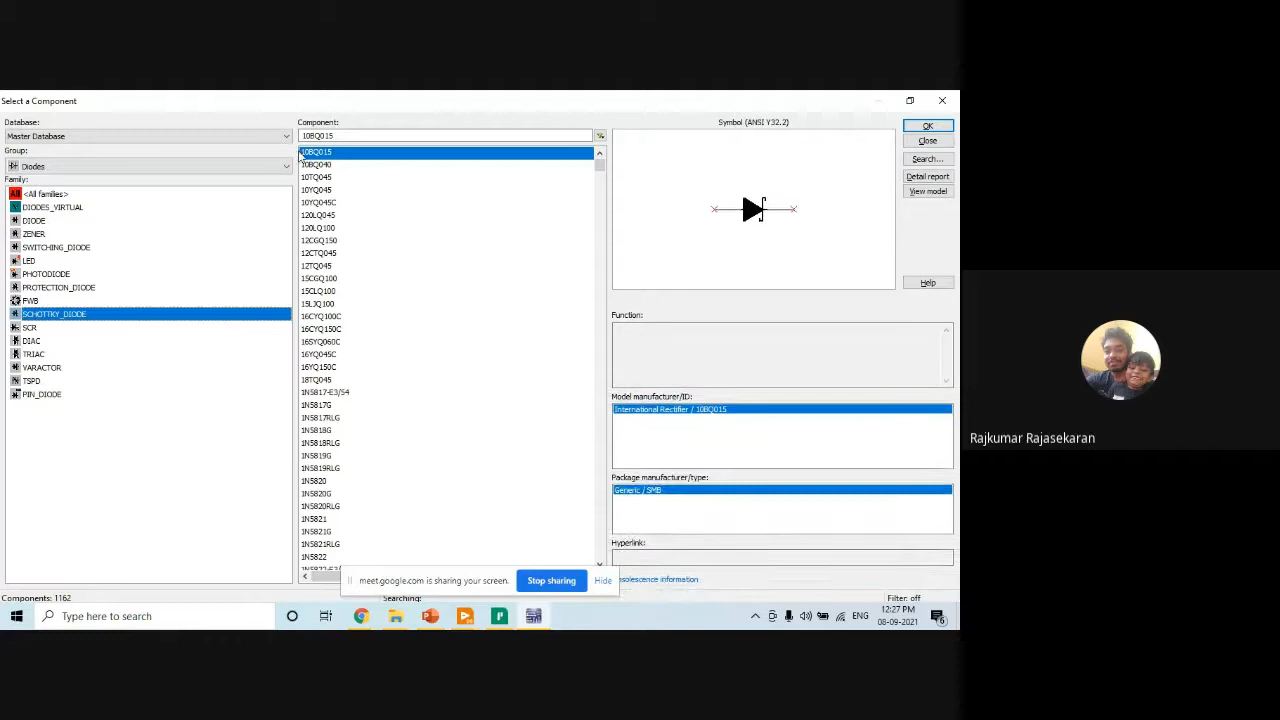 Select a Component
Database:
Master Database
Group:
Diodes
Family:
All <All families>
DIODES_VIRTUAL
DIODE
ZENER
SWITCHING_DIODE
LED
PHOTODIODE
PROTECTION_DIODE
FWB
SCHOTTKY_DIODE
SCR
DIAC
TRIAC
VARACTOR
TSPD
PIN_DIODE
Component:
10BQ015
10BQ015
10BQ040
10TQ045
10YQ045
10YQ045C
120LQ045
120LQ100
12CGQ150
12CTQ045
12TQ045
15CGQ100
15CLQ100
15LJQ100
16CYQ100C
16CYQ150C
16SYQ060C
16YQ045C
16YQ150C
18TQ045
1N5817-E3/54
1N5817G
1N5817RLG
1N5818G
1N5818RLG
1N5819G
1N5819RLG
1N5820
1N5820G
1N5820RLG
1N5821
1N5821G
1N5821RLG
1N5822
Symbol (ANSI Y32.2)
Function:
Model manufacturer/ID:
International Rectifier / 10BQ015
Package manufacturer/type:
Generic / SMB
Hyperlink:
OK
Close
Search...
Detail report
View model
Help
meet.google.com is sharing your screen.
Stop sharing
Hide
Components: 1162
Searching:
Filter: off
Type here to search
ENG
12:27 PM
08-09-2021
6
Rajkumar Rajasekaran